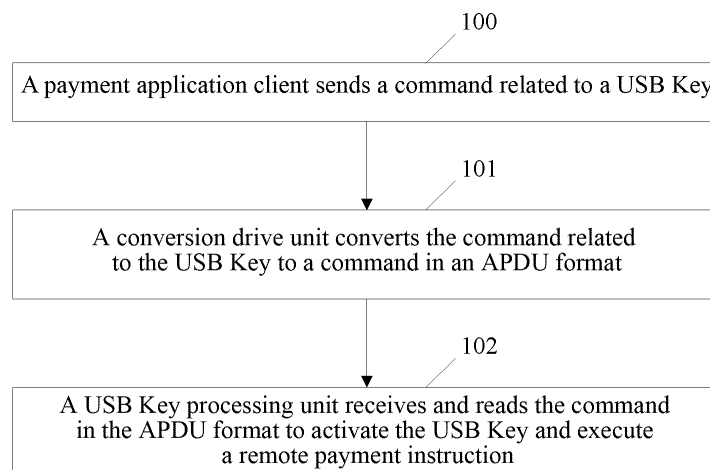 100
A payment application client sends a command related to a USB Key
101
A conversion drive unit converts the command related
to the USB Key to a command in an APDU format
102
A USB Key processing unit receives and reads the command
in the APDU format to activate the USB Key and execute
a remote payment instruction